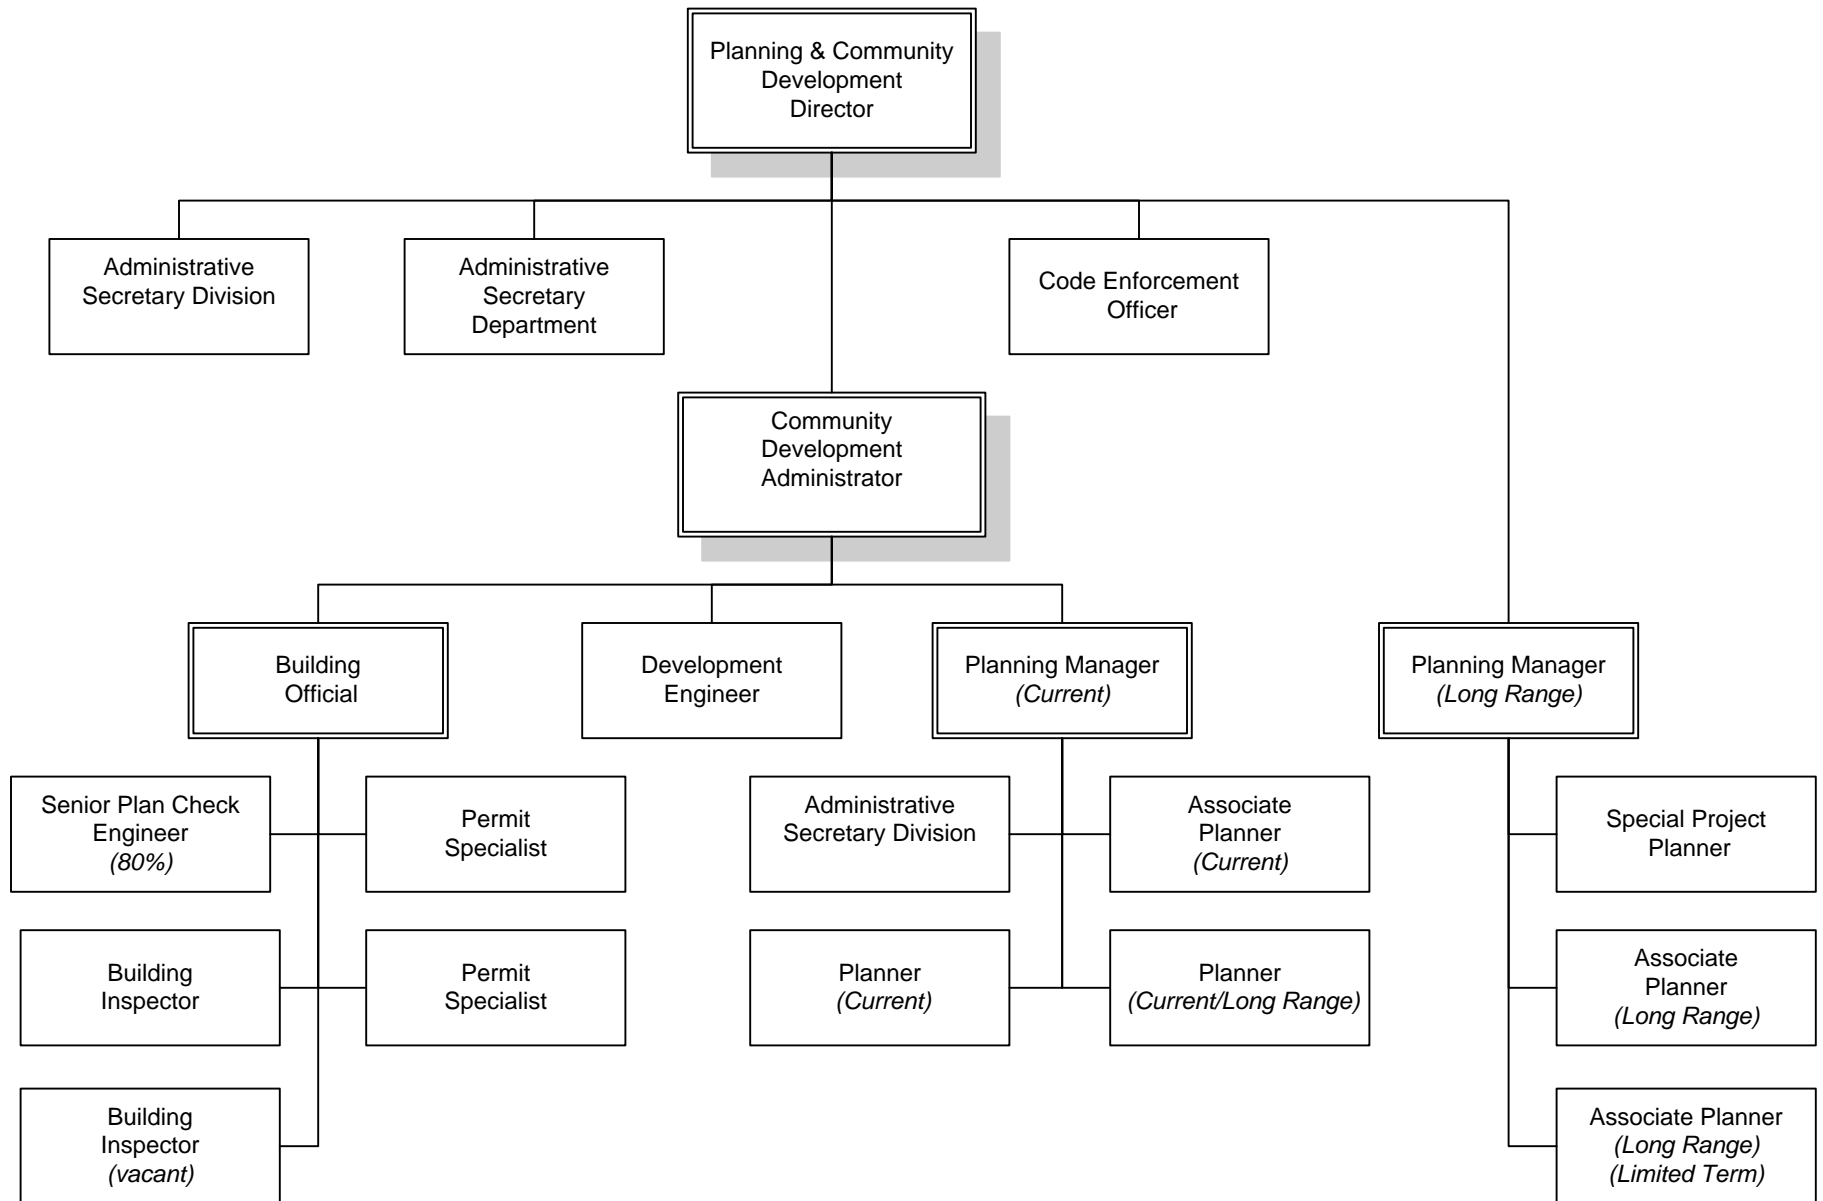 Planning & Community
Development
Director
Administrative
Secretary Division
Administrative
Secretary
Department
Code Enforcement
Officer
Community
Development
Administrator
Building
Official
Development
Engineer
Planning Manager
(Current)
Planning Manager
(Long Range)
Senior Plan Check
Engineer
(80%)
Permit
Specialist
Administrative
Secretary Division
Associate
Planner
(Current)
Special Project
Planner
Building
Inspector
Permit
Specialist
Planner
(Current)
Planner
(Current/Long Range)
Associate
Planner
(Long Range)
Building
Inspector
(vacant)
Associate Planner
(Long Range)
(Limited Term)